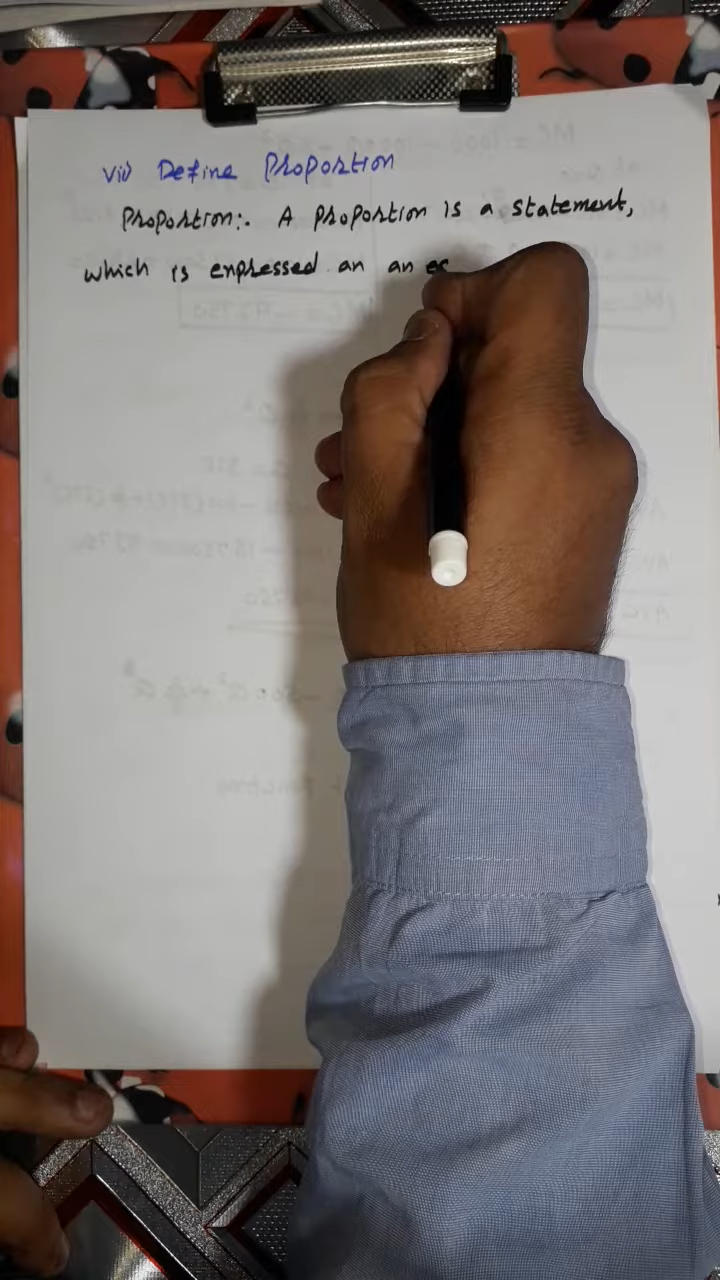 vii) Define Proportion
Proportion:. A Proportion is a statement,
which is expressed an an